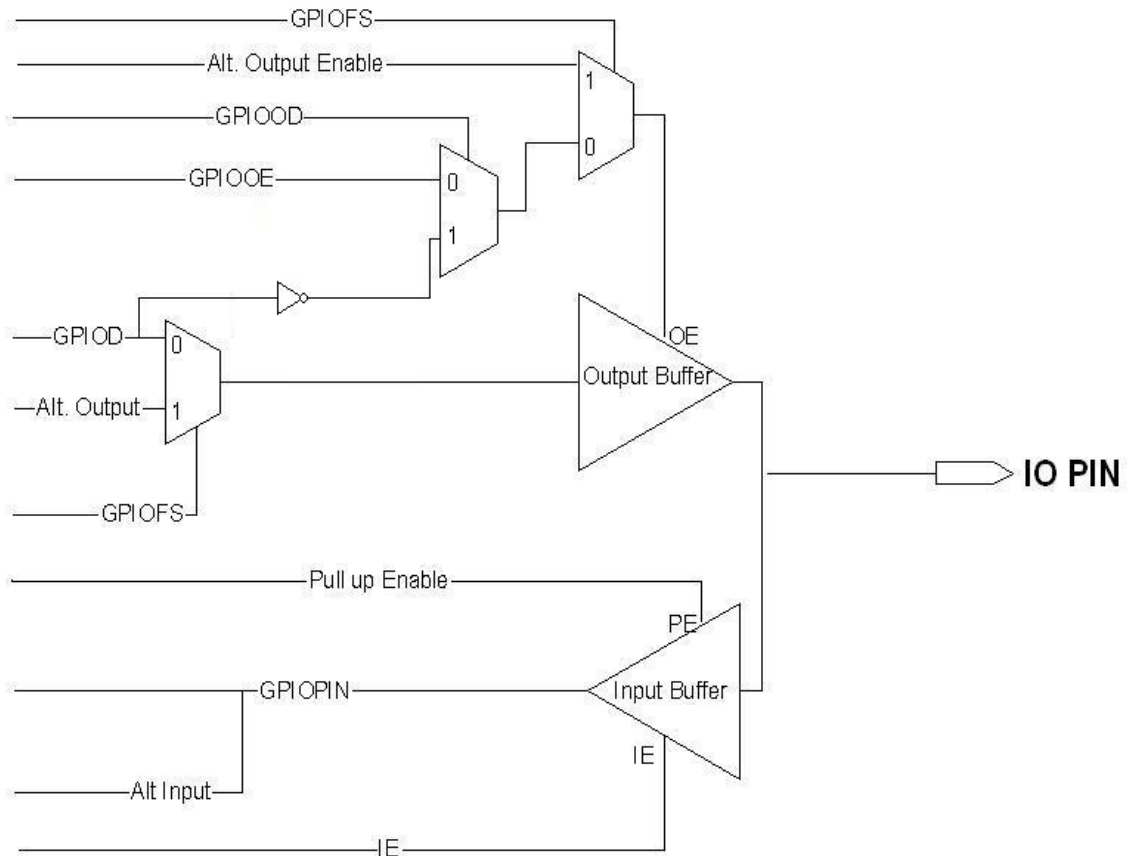 GPIOFS
Alt. Output Enable
1
GPIOOD
0
GPIOOE
0
1
GPIOD
0
OE
Output Buffer
Alt. Output
1
IO PIN
GPIOFS
Pull up Enable
PE
GPIOPIN
Input Buffer
IE
Alt Input
IE